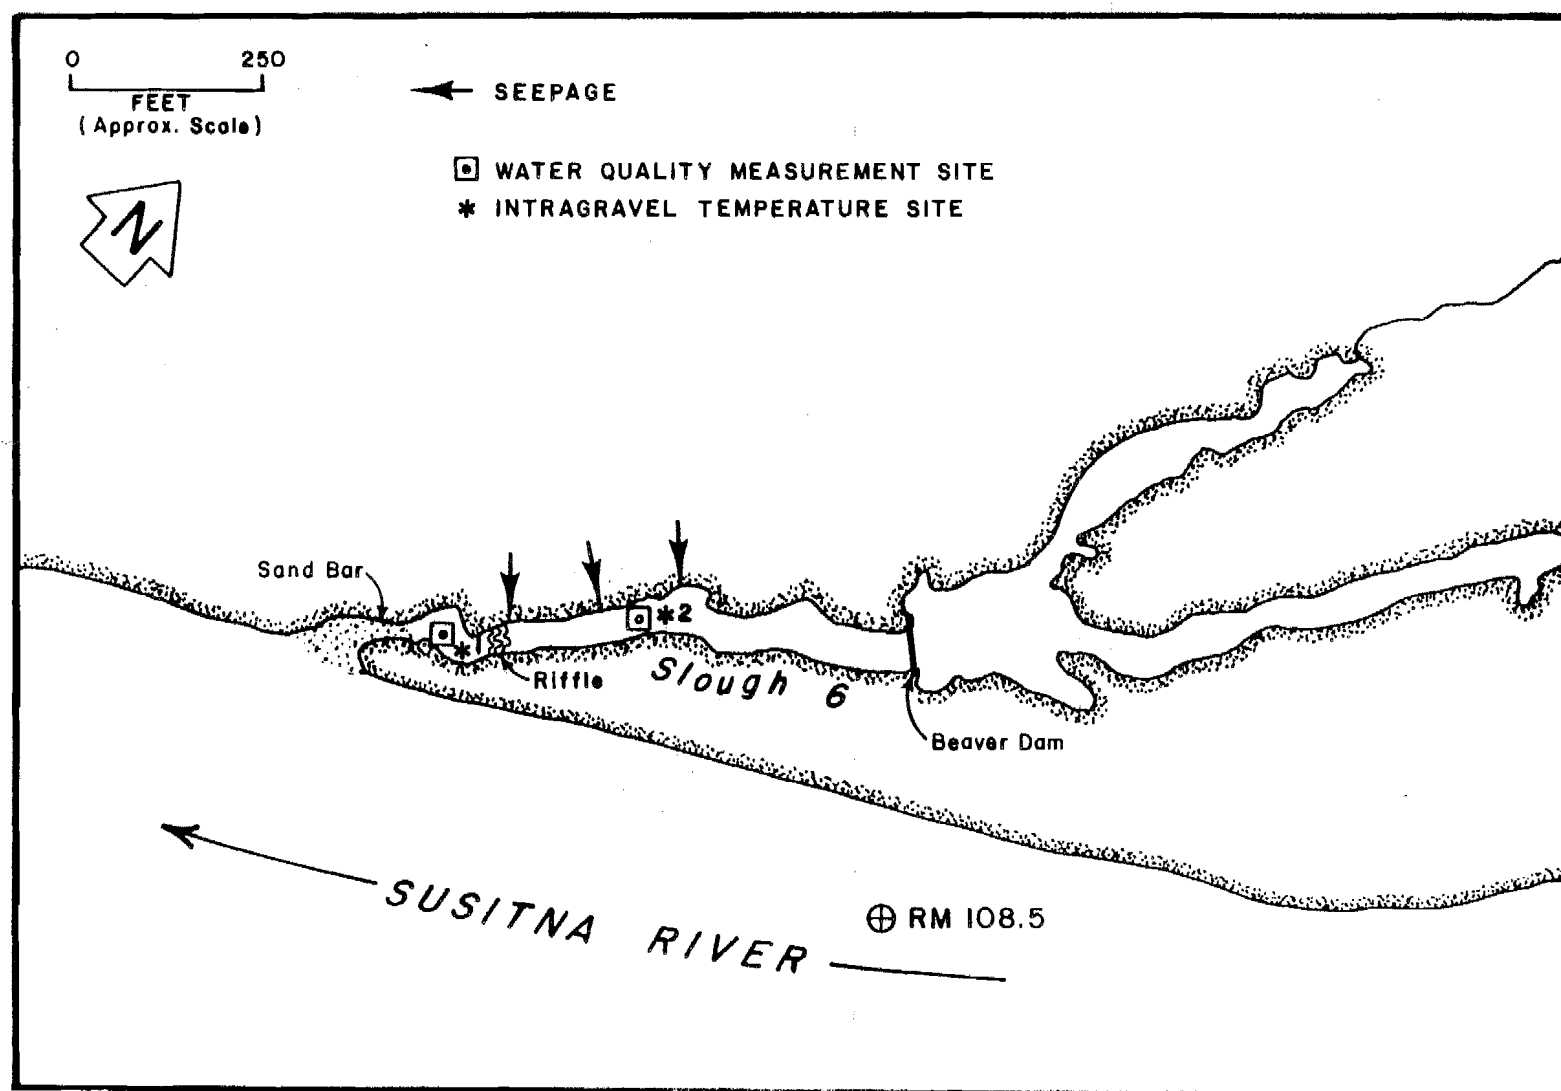 0 250
FEET
(Approx. Scale)
SEEPAGE
WATER QUALITY MEASUREMENT SITE
* INTRAGRAVEL TEMPERATURE SITE
N
Sand Bar
*1
*2
Riffle
Slough 6
Beaver Dam
SUSITNA RIVER
RM 108.5